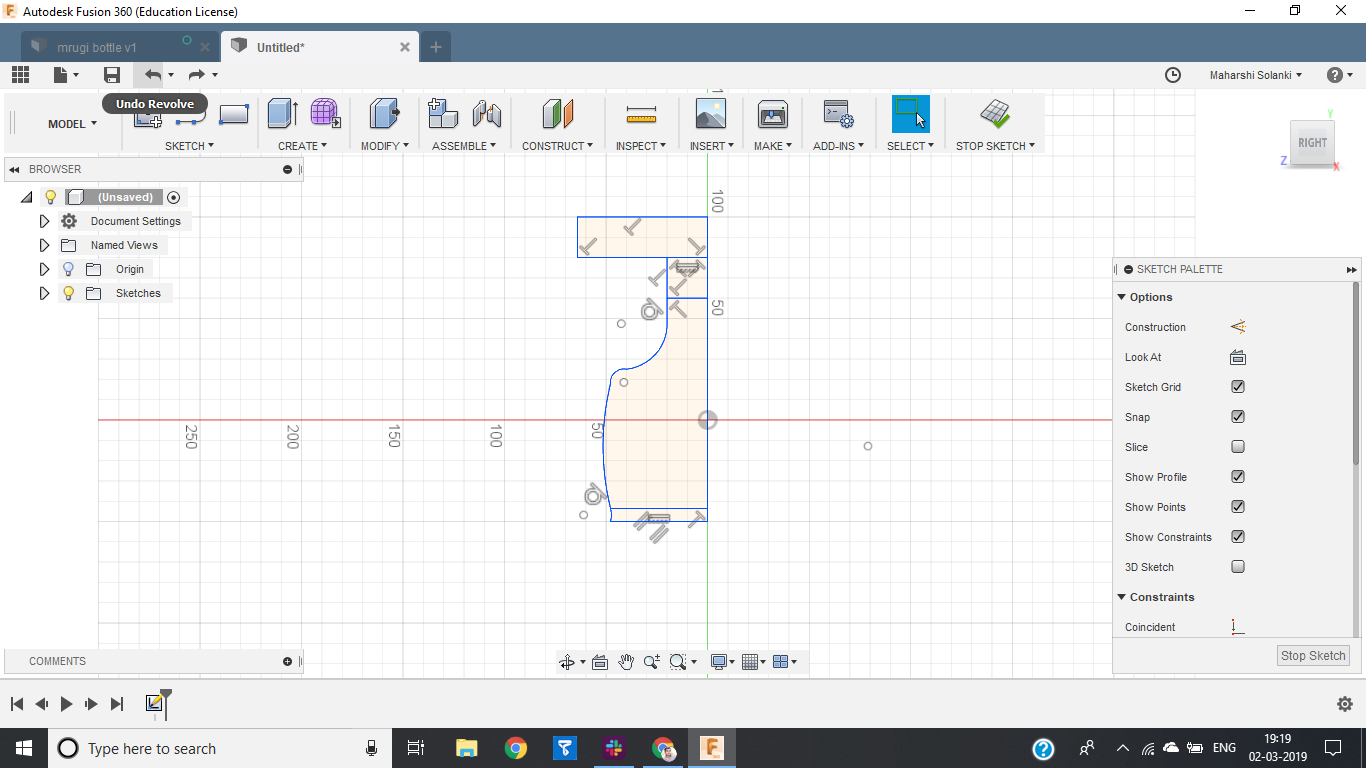 Autodesk Fusion 360 (Education License)
mrugi bottle v1
Untitled*
Maharshi Solanki
Undo Revolve
MODEL
SKETCH
CREATE
MODIFY
ASSEMBLE
CONSTRUCT
INSPECT
INSERT
MAKE
ADD-INS
SELECT
STOP SKETCH
BROWSER
(Unsaved)
Document Settings
Named Views
Origin
Sketches
RIGHT
Y
Z
X
100
50
250
200
150
100
50
SKETCH PALETTE
Options
Construction
Look At
Sketch Grid
Snap
Slice
Show Profile
Show Points
Show Constraints
3D Sketch
Constraints
Coincident
Stop Sketch
COMMENTS
Type here to search
ENG
19:19
02-03-2019